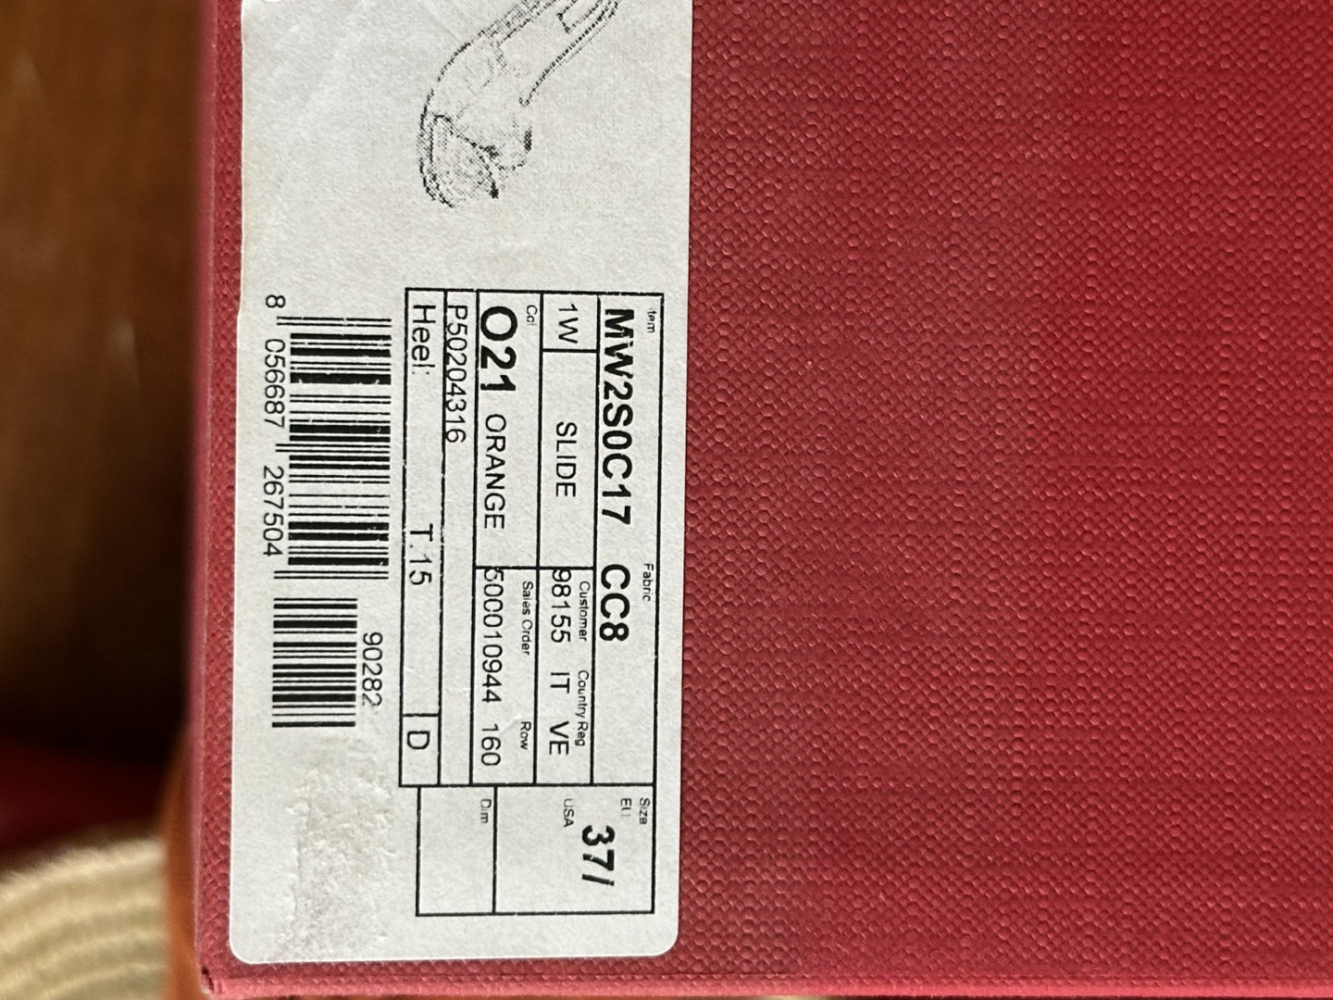 Item Fabric Size
MW2S0C17 CC8 EU 37/
1W SLIDE Customer Country Reg USA
98155 IT VE
Col Sales Order Row Dim
O21 ORANGE 500010944 160
P50204316
Heel: T.15 D
90282
8 056687 267504